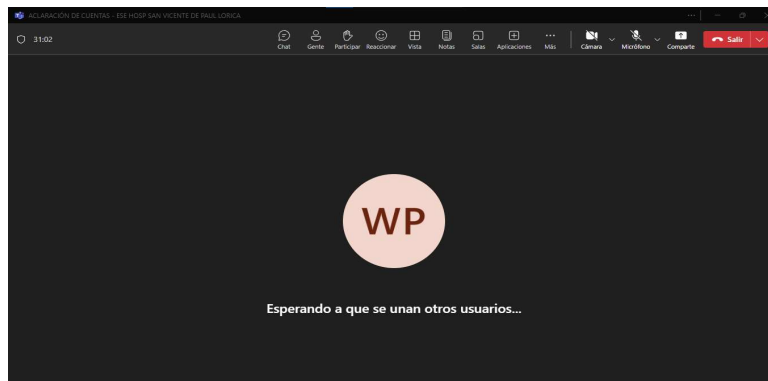 ACLARACIÓN DE CUENTAS - ESE HOSP SAN VICENTE DE PAUL LORICA
31:02
Chat Gente Participar Reaccionar Vista Notas Salas Aplicaciones Más Cámara Micrófono Comparte Salir
WP
Esperando a que se unan otros usuarios...